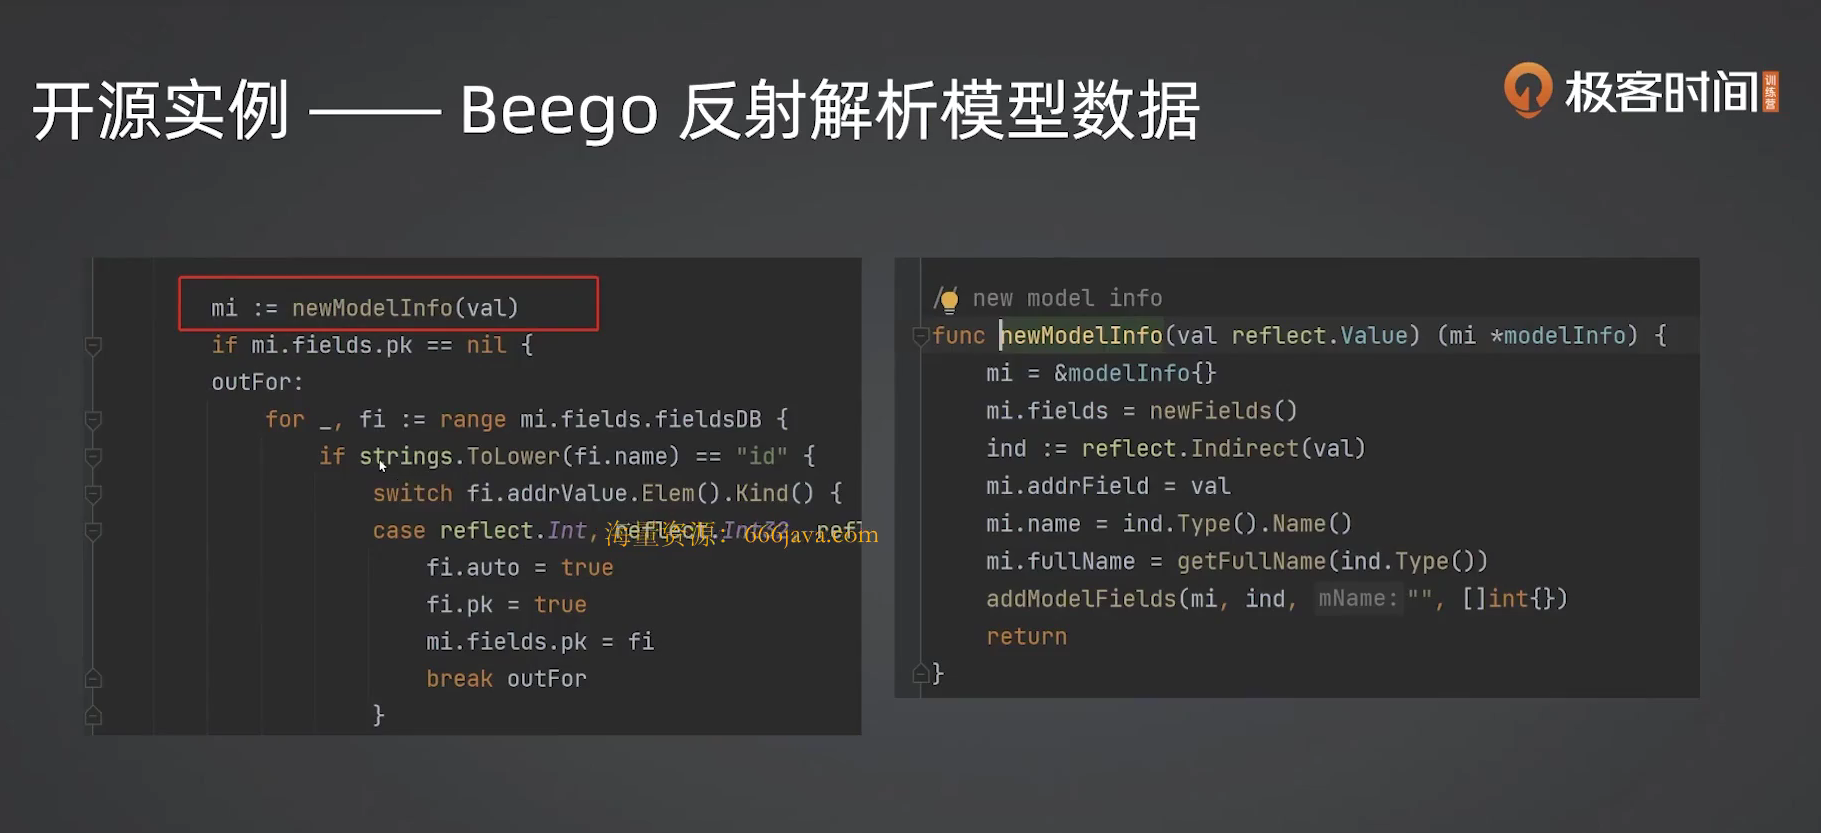 开源实例 —— Beego 反射解析模型数据
极客时间
训练营
mi := newModelInfo(val)
if mi.fields.pk == nil {
outFor:
for _, fi := range mi.fields.fieldsDB {
if strings.ToLower(fi.name) == "id" {
switch fi.addrValue.Elem().Kind() {
case reflect.Int, reflect.Int32, refl
海量资源：666java.com
fi.auto = true
fi.pk = true
mi.fields.pk = fi
break outFor
}
// new model info
func newModelInfo(val reflect.Value) (mi *modelInfo) {
mi = &modelInfo{}
mi.fields = newFields()
ind := reflect.Indirect(val)
mi.addrField = val
mi.name = ind.Type().Name()
mi.fullName = getFullName(ind.Type())
addModelFields(mi, ind, mName: "", []int{})
return
}